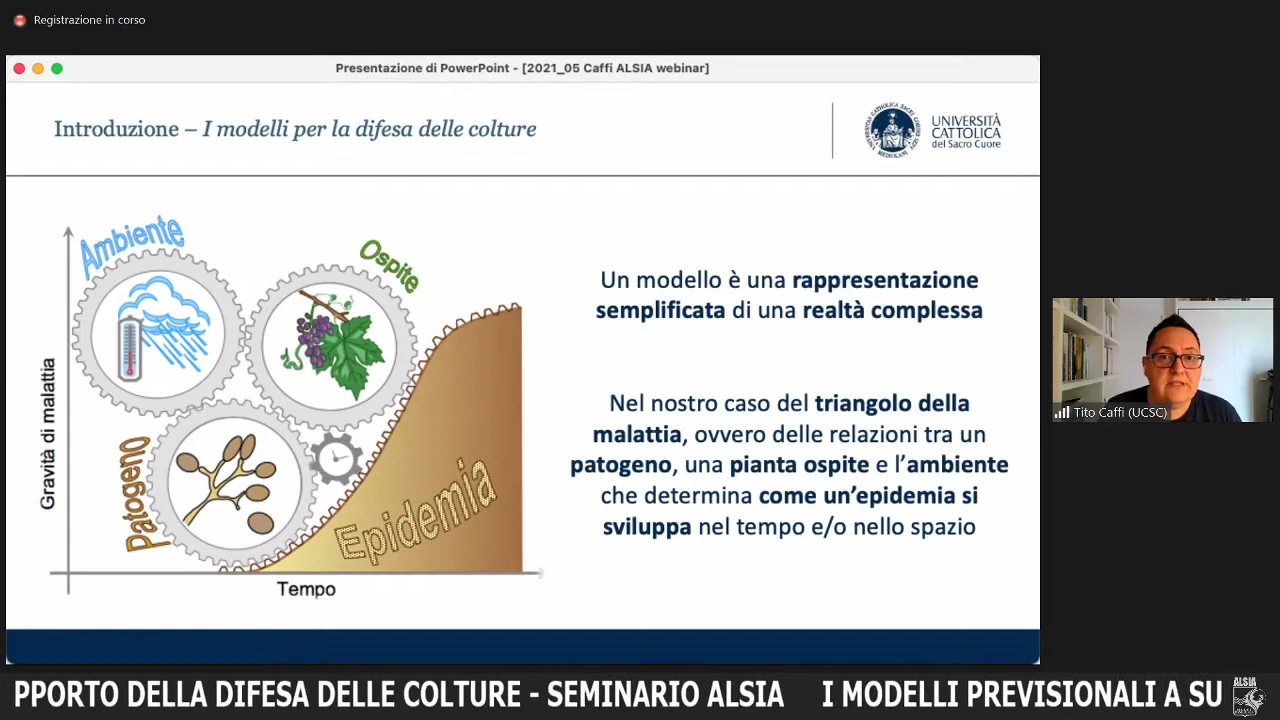 Registrazione in corso
Presentazione di PowerPoint - [2021_05 Caffi ALSIA webinar]
Introduzione – I modelli per la difesa delle colture
UNIVERSITÀ
CATTOLICA
del Sacro Cuore
Ambiente
Ospite
Patogeno
Epidemia
Gravità di malattia
Tempo
Un modello è una rappresentazione
semplificata di una realtà complessa
Nel nostro caso del triangolo della
malattia, ovvero delle relazioni tra un
patogeno, una pianta ospite e l'ambiente
che determina come un'epidemia si
sviluppa nel tempo e/o nello spazio
Tito Caffi (UCSC)
PPORTO DELLA DIFESA DELLE COLTURE - SEMINARIO ALSIA I MODELLI PREVISIONALI A SU
ALSIA